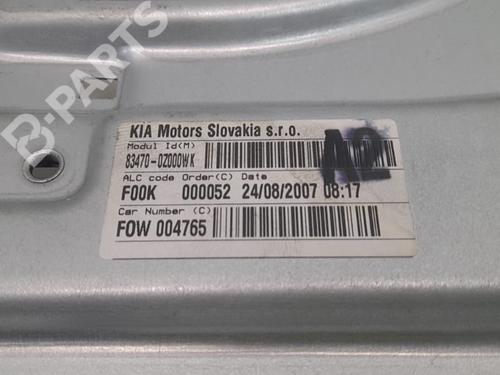 B-PARTS
KIA Motors Slovakia s.r.o.
Modul Id(M)
83470-0Z000WK
A2
ALC code Order(C) Date
F00K 000052 24/08/2007 08:17
Car Number (C)
FOW 004765